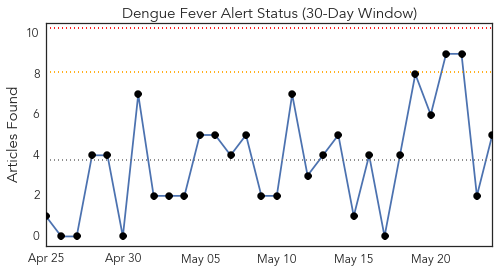 Dengue Fever Alert Status (30-Day Window)
Articles Found
10
8
6
4
2
0
Apr 25 Apr 30 May 05 May 10 May 15 May 20